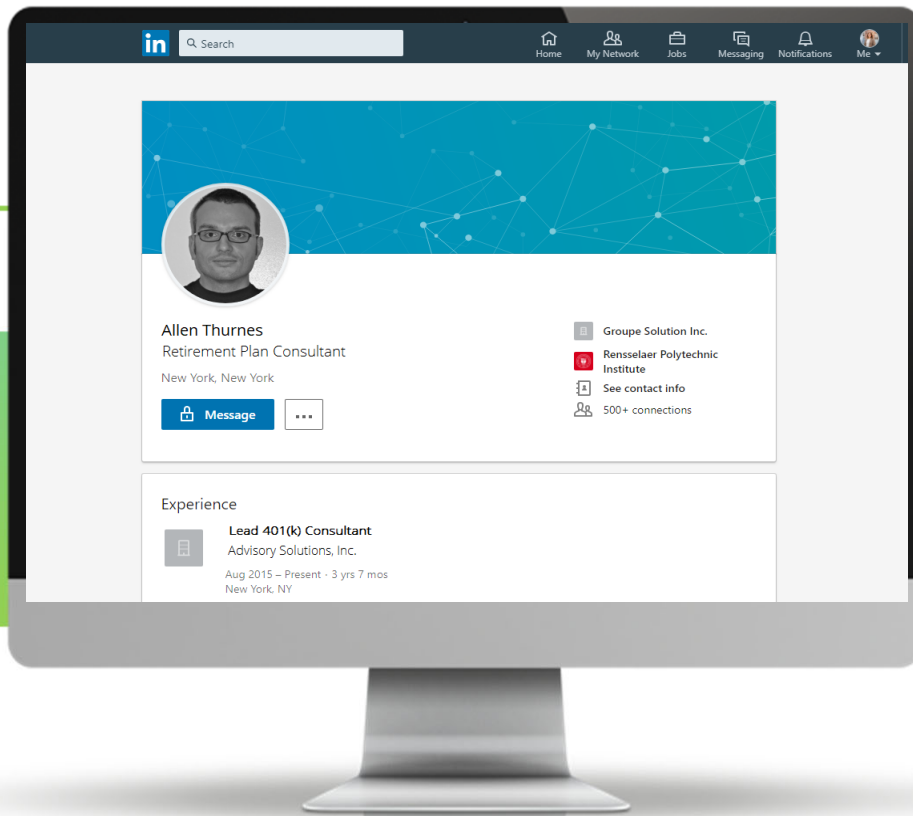 in
Search
Home
My Network
Jobs
Messaging
Notifications
Me
Allen Thurnes
Retirement Plan Consultant
New York, New York
Message
...
Groupe Solution Inc.
Rensselaer Polytechnic
Institute
See contact info
500+ connections
Experience
Lead 401(k) Consultant
Advisory Solutions, Inc.
Aug 2015 – Present · 3 yrs 7 mos
New York, NY